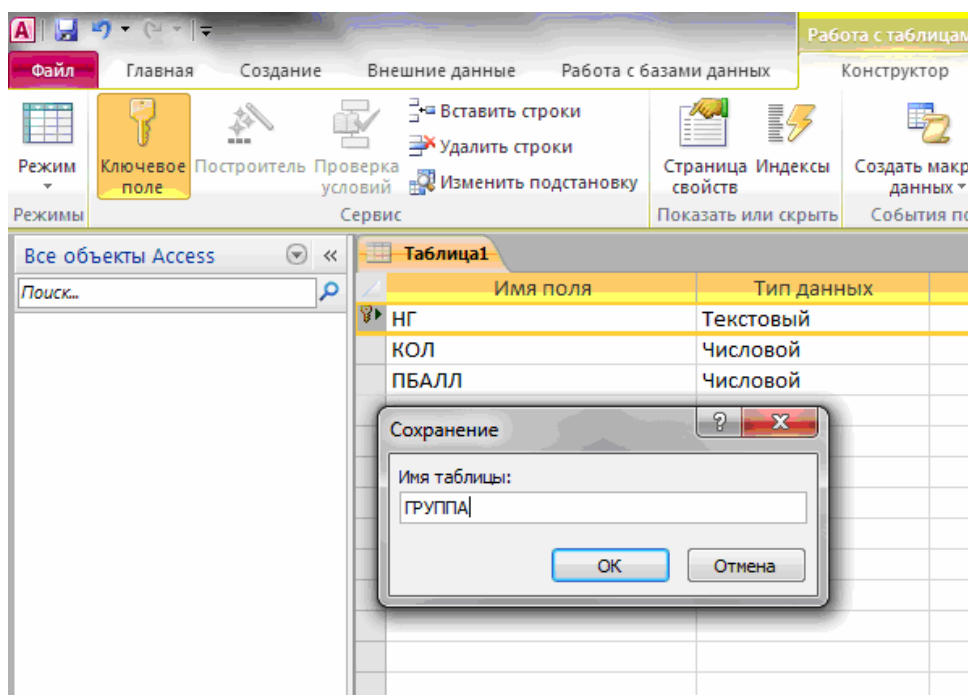 Работа с таблицам
Файл Главная Создание Внешние данные Работа с базами данных Конструктор
Вставить строки
Удалить строки
Изменить подстановку
Режим
Ключевое поле
Построитель
Проверка условий
Страница свойств
Индексы
Создать макр
данных
Режимы Сервис Показать или скрыть События по
Все объекты Access
Поиск...
Таблица1
Имя поля Тип данных
НГ Текстовый
КОЛ Числовой
ПБАЛЛ Числовой
Сохранение
Имя таблицы:
ГРУППА
ОК Отмена